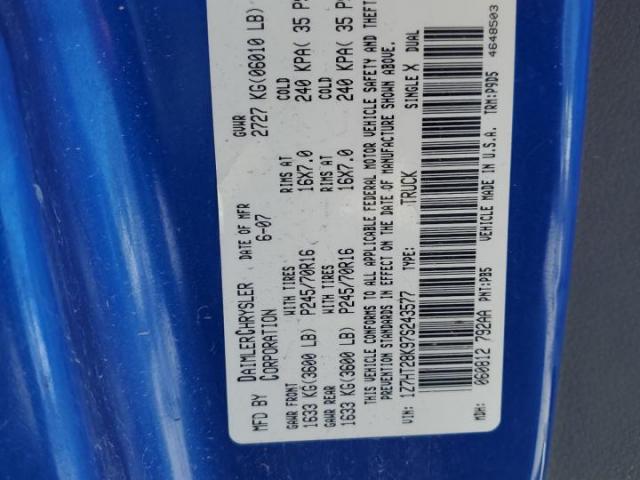 MFD BY DAIMLERCHRYSLER CORPORATION
DATE OF MFR 6-07
GVWR 2727 KG(06010 LB)
GAWR FRONT WITH TIRES RIMS AT COLD
1633 KG(3600 LB) P245/70R16 16X7.0 240 KPA( 35
GAWR REAR WITH TIRES RIMS AT COLD
1633 KG(3600 LB) P245/70R16 16X7.0 240 KPA( 35
THIS VEHICLE CONFORMS TO ALL APPLICABLE FEDERAL MOTOR VEHICLE SAFETY AND THEFT
PREVENTION STANDARDS IN EFFECT ON THE DATE OF MANUFACTURE SHOWN ABOVE.
VIN: 1Z7HT28K97S243577 TYPE: TRUCK SINGLE X DUAL
MDH: 060812 792AA PNT:PB5 VEHICLE MADE IN U.S.A. TRM:P9D5
4648503